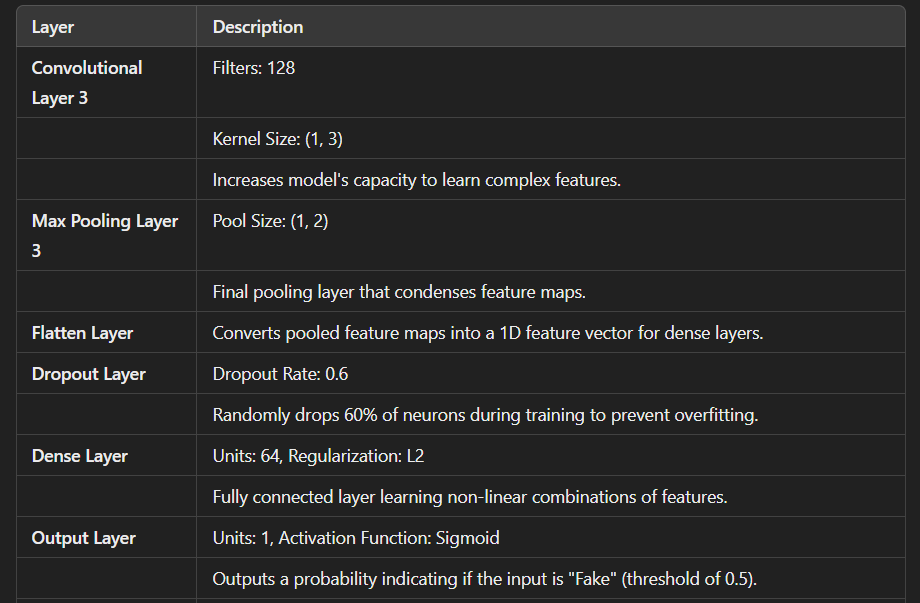 Layer Description
Convolutional Filters: 128
Layer 3
Kernel Size: (1, 3)
Increases model's capacity to learn complex features.
Max Pooling Layer Pool Size: (1, 2)
3
Final pooling layer that condenses feature maps.
Flatten Layer Converts pooled feature maps into a 1D feature vector for dense layers.
Dropout Layer Dropout Rate: 0.6
Randomly drops 60% of neurons during training to prevent overfitting.
Dense Layer Units: 64, Regularization: L2
Fully connected layer learning non-linear combinations of features.
Output Layer Units: 1, Activation Function: Sigmoid
Outputs a probability indicating if the input is "Fake" (threshold of 0.5).